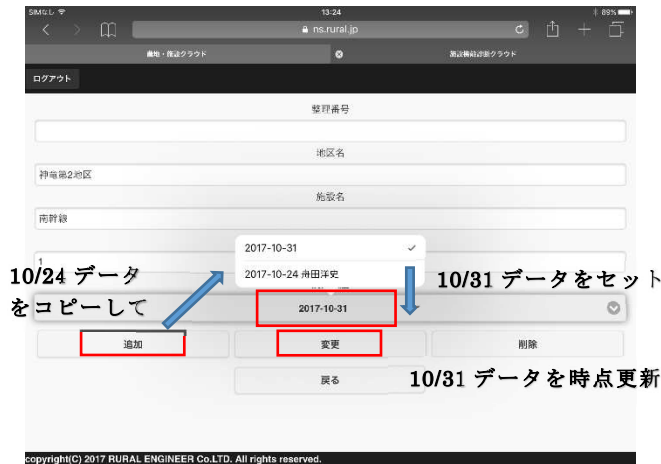 SIMなし 13:24 89%
ns.rural.jp
農地・施設クラウド 施設機能診断クラウド
ログアウト
整理番号
地区名
神竜第2地区
施設名
南幹線
1
2017-10-31
2017-10-24 舟田洋史
10/24 データ
をコピーして
10/31 データをセット
2017-10-31
追加 変更 削除
戻る
10/31 データを時点更新
copyright(C) 2017 RURAL ENGINEER Co.LTD. All rights reserved.